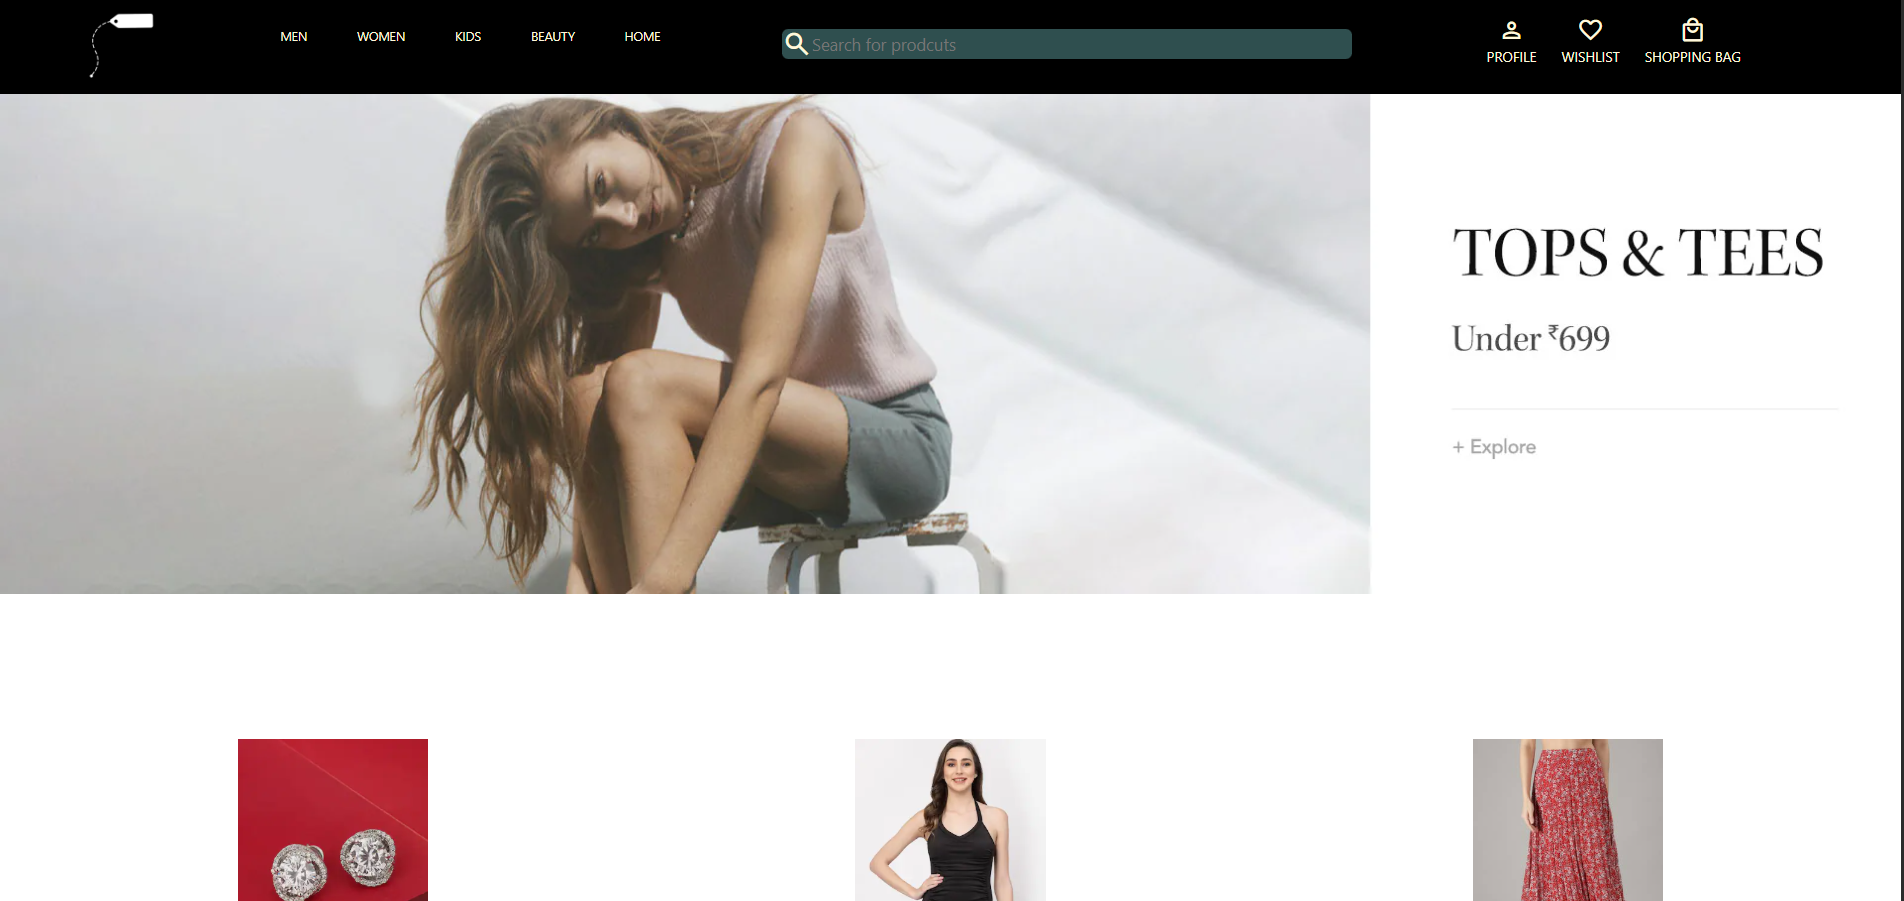 MEN WOMEN KIDS BEAUTY HOME
Search for prodcuts
PROFILE WISHLIST SHOPPING BAG
TOPS & TEES
Under ₹699
+ Explore